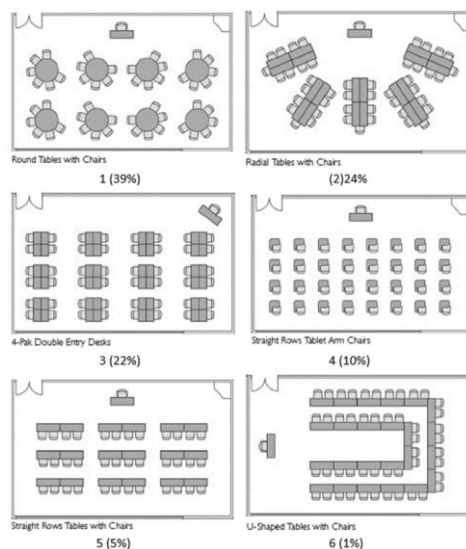 Round Tables with Chairs
1 (39%)
Radial Tables with Chairs
(2)24%
4-Pak Double Entry Desks
3 (22%)
Straight Rows Tablet Arm Chairs
4 (10%)
Straight Rows Tables with Chairs
5 (5%)
U-Shaped Tables with Chairs
6 (1%)